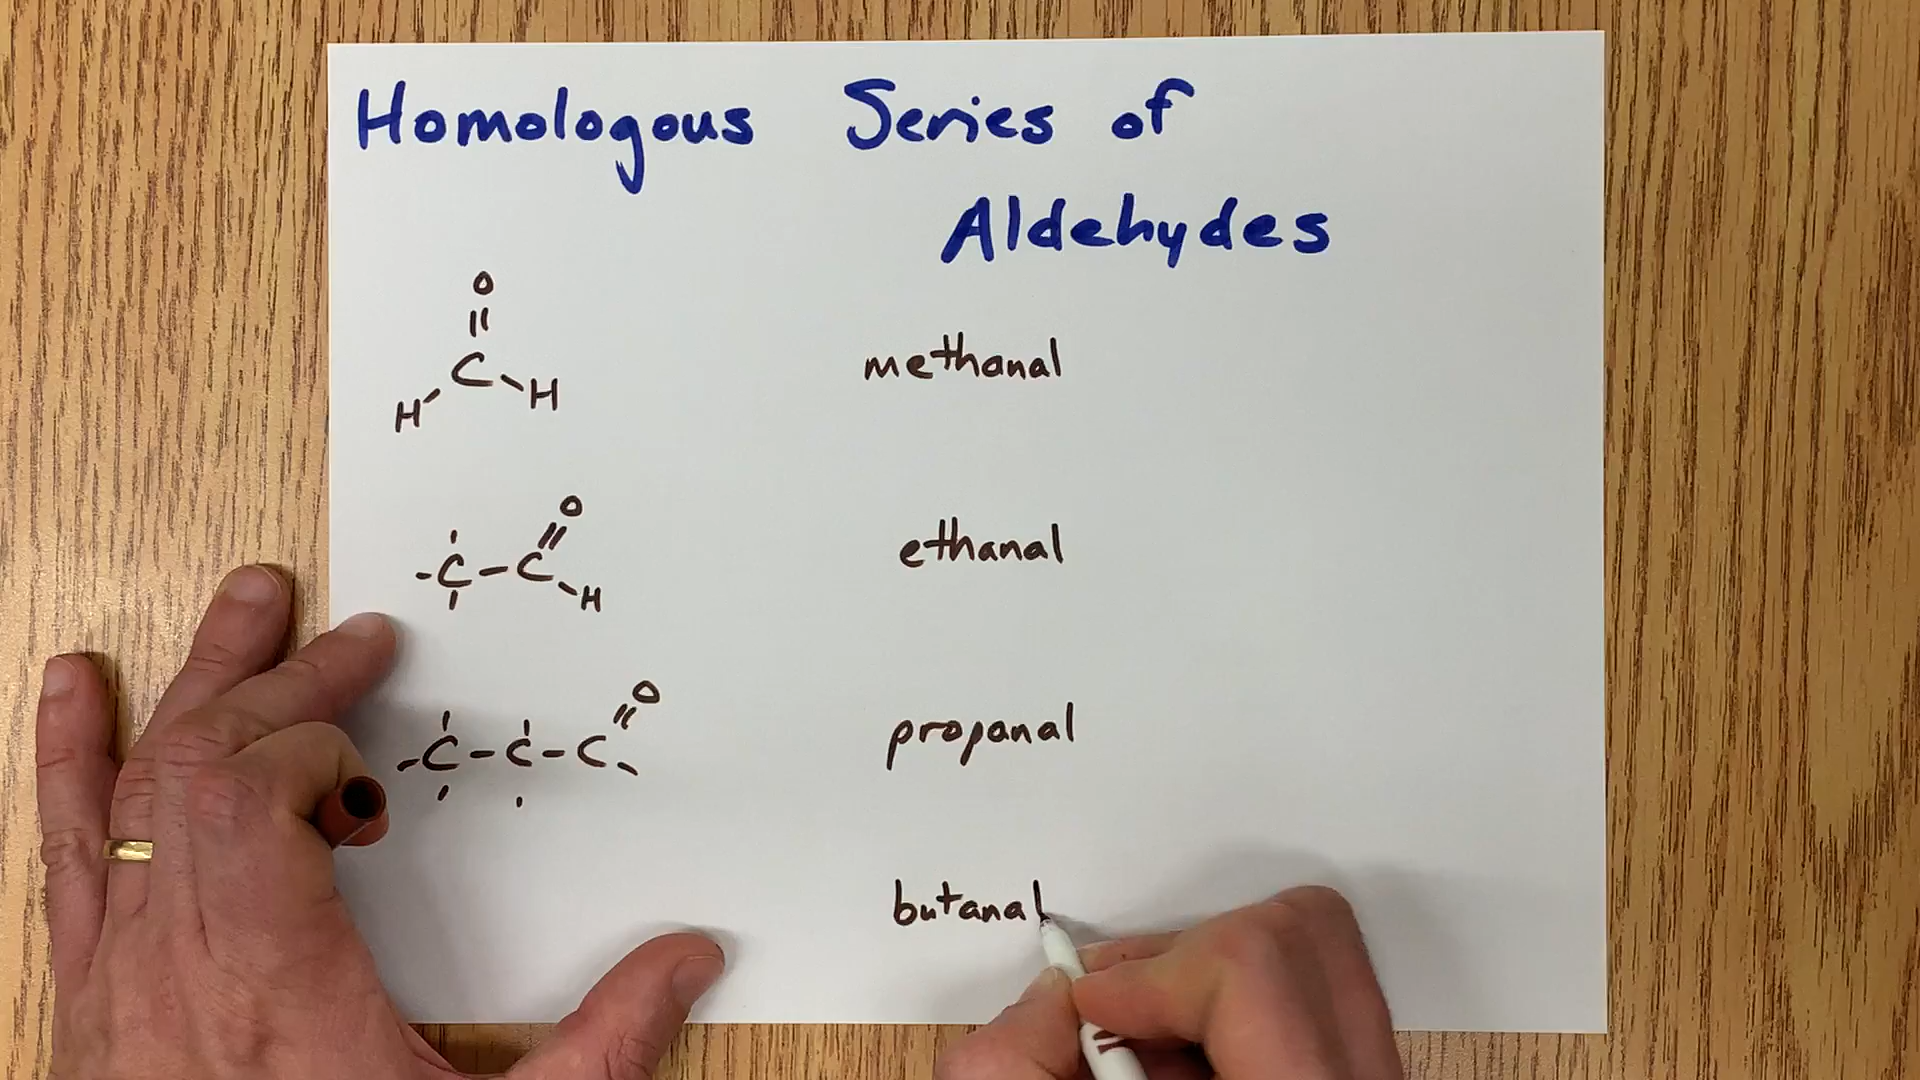 Homologous Series of
Aldehydes
O
||
C
H H
methanal
O
//
-C-C
H
ethanal
O
//
-C-C-C
propanal
butanal